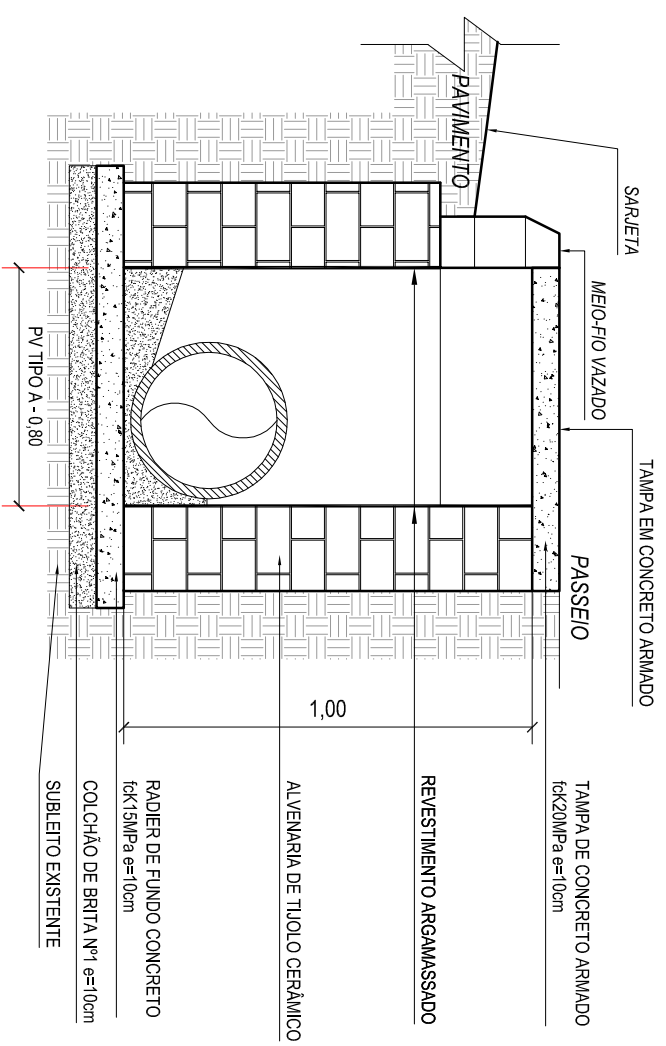 SARJETA
MEIO-FIO VAZADO
TAMPA EM CONCRETO ARMADO
PAVIMENTO
PASSEIO
TAMPA DE CONCRETO ARMADO
fcK20MPa e=10cm
REVESTIMENTO ARGAMASSADO
1,00
ALVENARIA DE TIJOLO CERÂMICO
RADIER DE FUNDO CONCRETO
fcK15MPa e=10cm
COLCHÃO DE BRITA Nº1 e=10cm
SUBLEITO EXISTENTE
PV TIPO A - 0,80